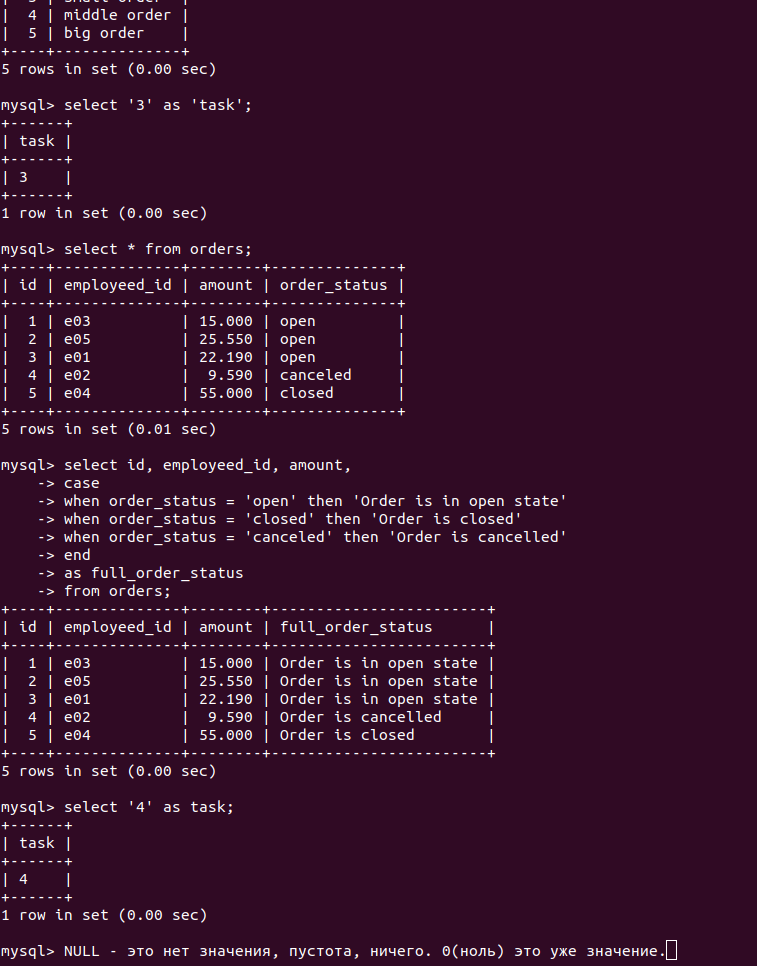 |  4 | middle order |
|  5 | big order    |
+----+--------------+
5 rows in set (0.00 sec)

mysql> select '3' as 'task';
+------+
| task |
+------+
| 3    |
+------+
1 row in set (0.00 sec)

mysql> select * from orders;
+----+--------------+--------+--------------+
| id | employeed_id | amount | order_status |
+----+--------------+--------+--------------+
|  1 | e03          | 15.000 | open         |
|  2 | e05          | 25.550 | open         |
|  3 | e01          | 22.190 | open         |
|  4 | e02          |  9.590 | canceled     |
|  5 | e04          | 55.000 | closed       |
+----+--------------+--------+--------------+
5 rows in set (0.01 sec)

mysql> select id, employeed_id, amount,
    -> case
    -> when order_status = 'open' then 'Order is in open state'
    -> when order_status = 'closed' then 'Order is closed'
    -> when order_status = 'canceled' then 'Order is cancelled'
    -> end
    -> as full_order_status
    -> from orders;
+----+--------------+--------+------------------------+
| id | employeed_id | amount | full_order_status      |
+----+--------------+--------+------------------------+
|  1 | e03          | 15.000 | Order is in open state |
|  2 | e05          | 25.550 | Order is in open state |
|  3 | e01          | 22.190 | Order is in open state |
|  4 | e02          |  9.590 | Order is cancelled     |
|  5 | e04          | 55.000 | Order is closed        |
+----+--------------+--------+------------------------+
5 rows in set (0.00 sec)

mysql> select '4' as task;
+------+
| task |
+------+
| 4    |
+------+
1 row in set (0.00 sec)

mysql> NULL - это нет значения, пустота, ничего. 0(ноль) это уже значение.